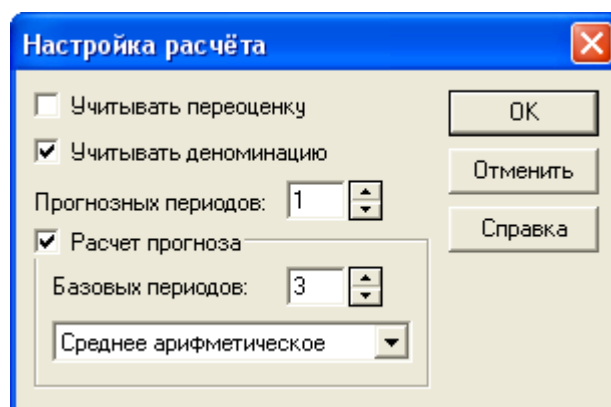 Настройка расчёта
Учитывать переоценку
OK
Учитывать деноминацию
Отменить
Прогнозных периодов: 1
Справка
Расчет прогноза
Базовых периодов: 3
Среднее арифметическое